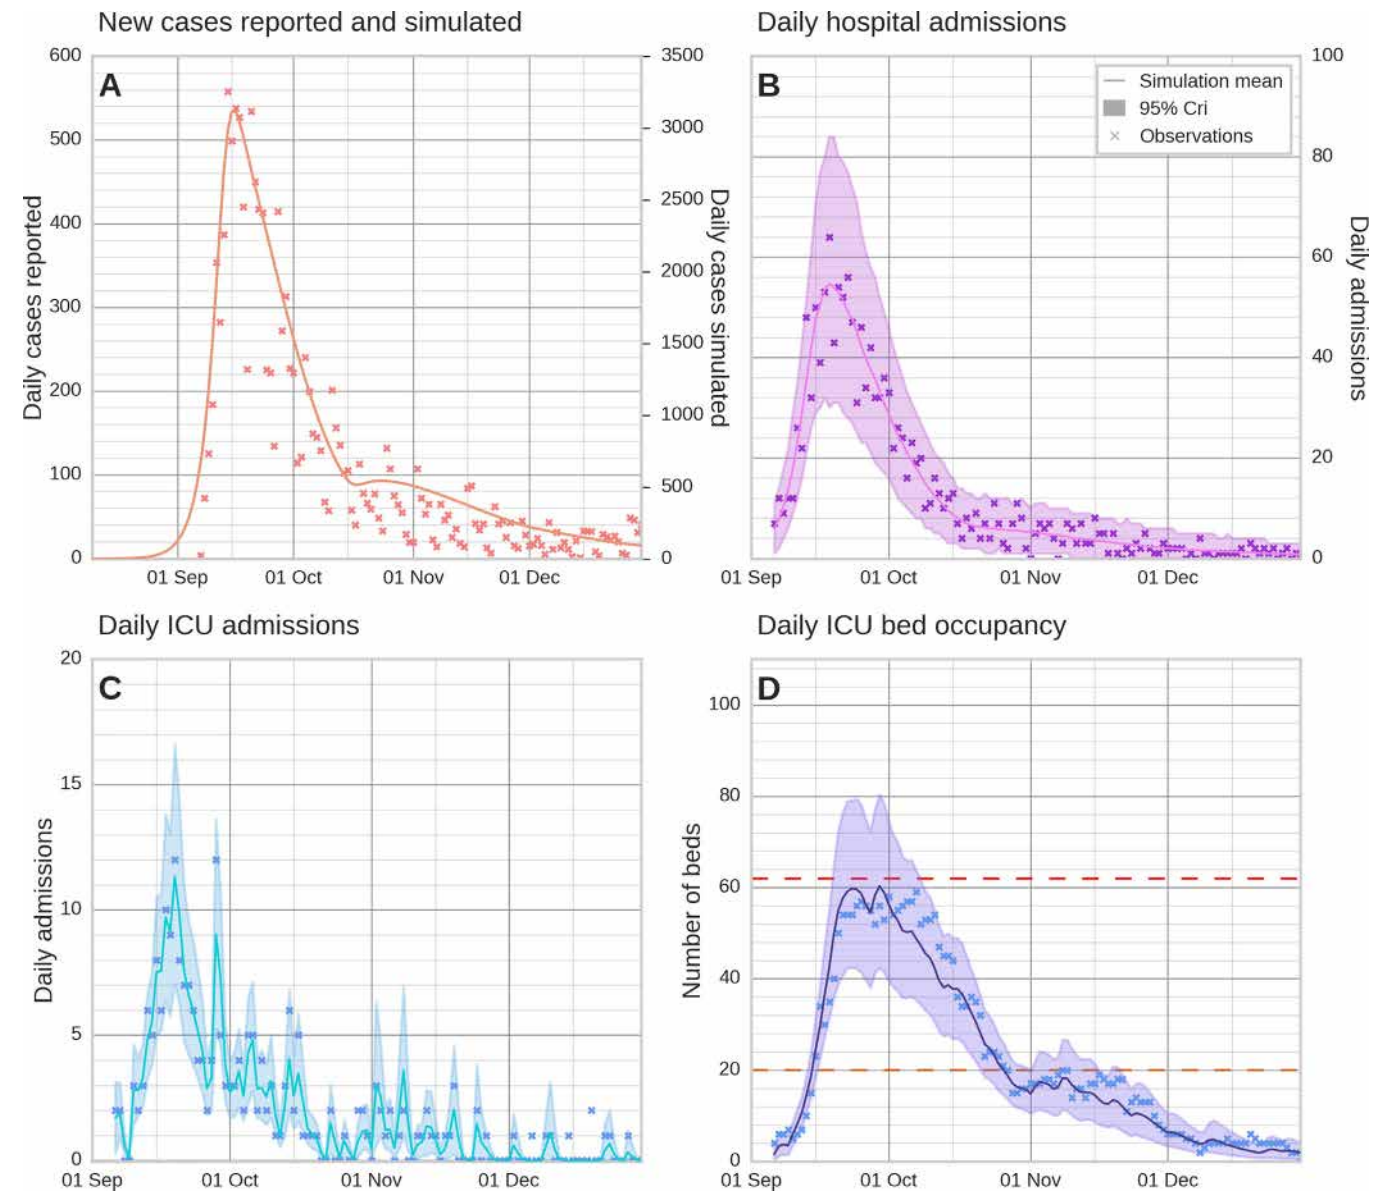 New cases reported and simulated
Daily hospital admissions
600
3500
100
A
B
Simulation mean
95% Cri
Observations
500
3000
80
400
2500
60
300
2000
1500
40
200
1000
20
100
500
0
0
0
Daily cases reported
Daily cases simulated
Daily admissions
01 Sep
01 Oct
01 Nov
01 Dec
01 Sep
01 Oct
01 Nov
01 Dec
Daily ICU admissions
Daily ICU bed occupancy
20
C
D
100
15
80
10
60
40
5
20
0
0
Daily admissions
Number of beds
01 Sep
01 Oct
01 Nov
01 Dec
01 Sep
01 Oct
01 Nov
01 Dec